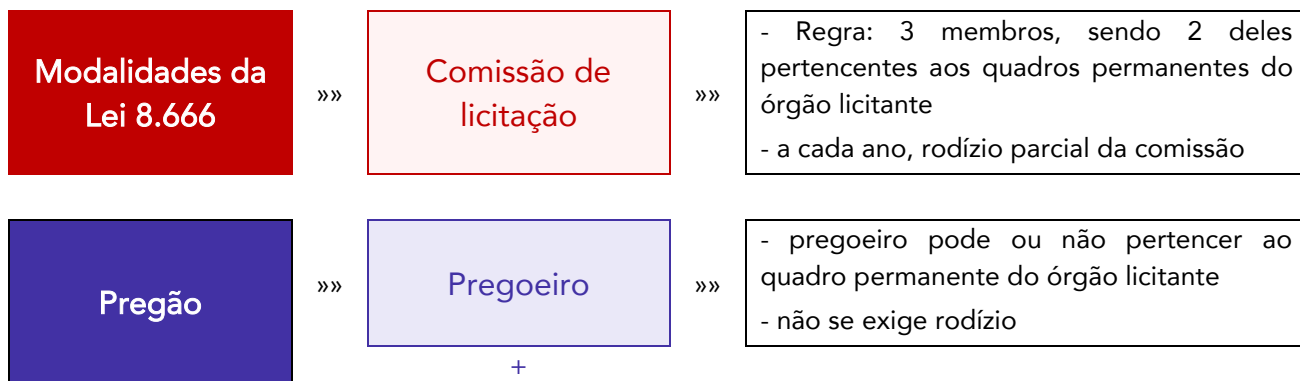 Modalidades da
Lei 8.666
»»
Comissão de
licitação
»»
- Regra: 3 membros, sendo 2 deles
pertencentes aos quadros permanentes do
órgão licitante
- a cada ano, rodízio parcial da comissão
Pregão
»»
Pregoeiro
»»
- pregoeiro pode ou não pertencer ao
quadro permanente do órgão licitante
- não se exige rodízio
+